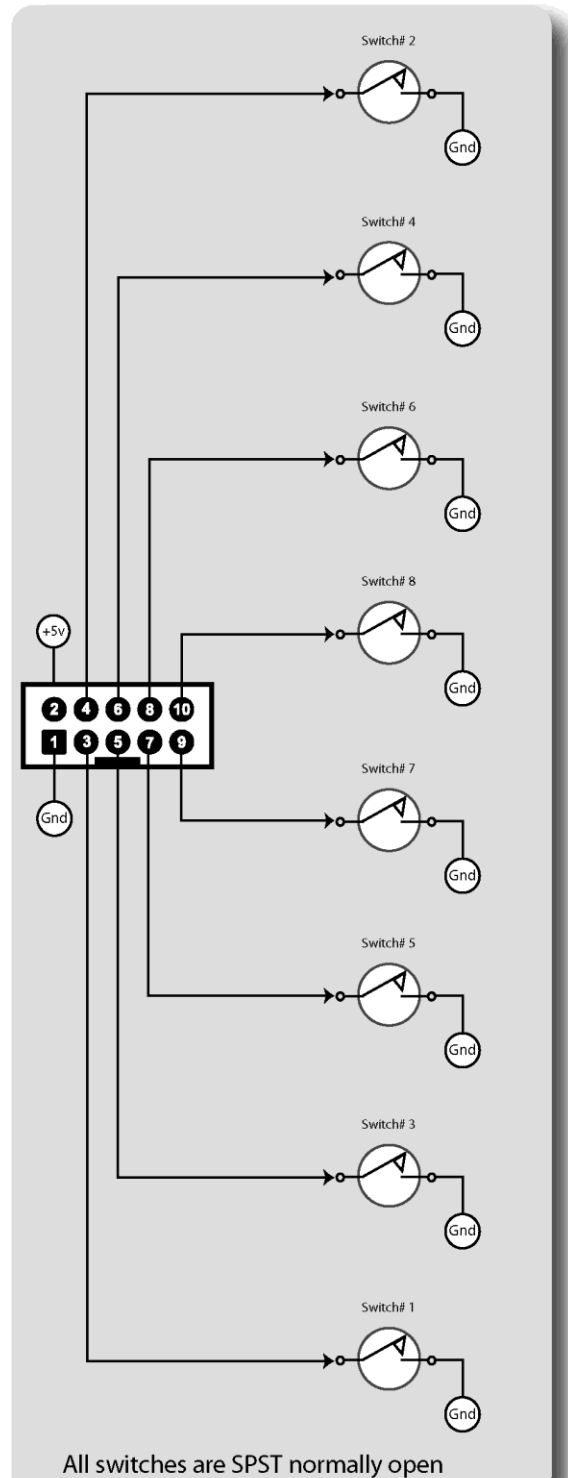 Switch# 2
Gnd
Switch# 4
Gnd
Switch# 6
Gnd
Switch# 8
+5v
Gnd
2 4 6 8 10
1 3 5 7 9
Switch# 7
Gnd
Gnd
Switch# 5
Gnd
Switch# 3
Gnd
Switch# 1
Gnd
All switches are SPST normally open